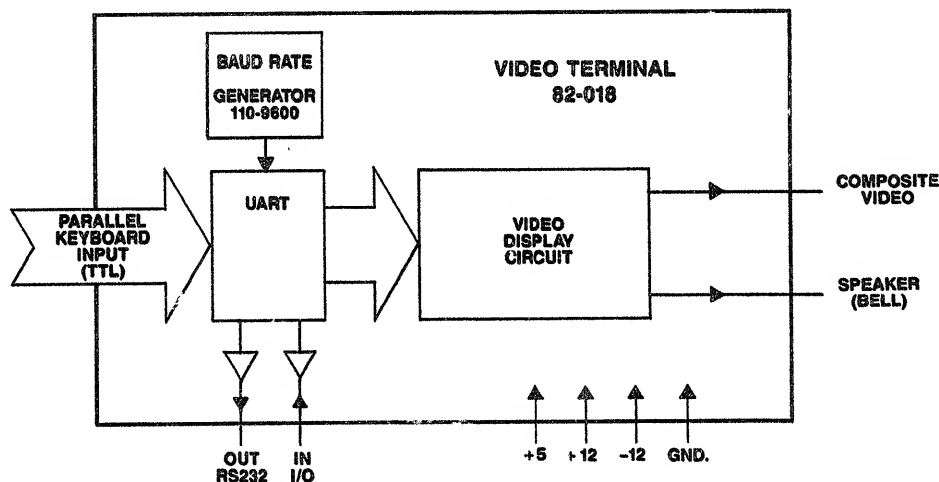 BAUD RATE
GENERATOR
110-9600
VIDEO TERMINAL
82-018
PARALLEL
KEYBOARD
INPUT
(TTL)
UART
VIDEO
DISPLAY
CIRCUIT
COMPOSITE
VIDEO
SPEAKER
(BELL)
OUT
RS232
IN
I/O
+5
+12
-12
GND.